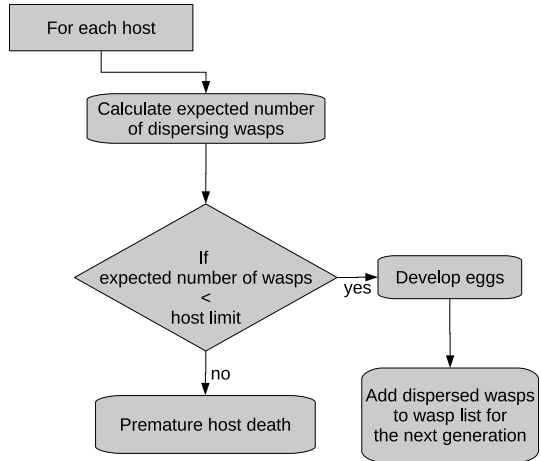 For each host
Calculate expected number
of dispersing wasps
If
expected number of wasps
<
host limit
yes
Develop eggs
no
Premature host death
Add dispersed wasps
to wasp list for
the next generation